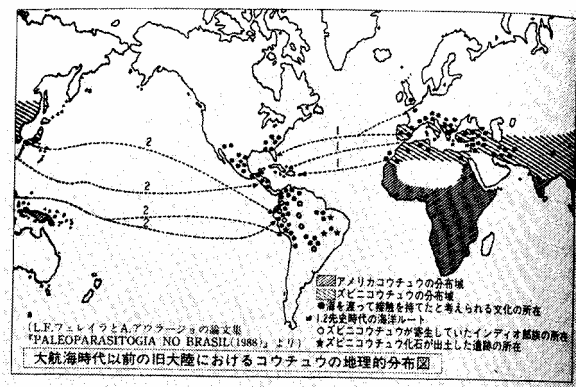 2
2
2
2
1
1
アメリカコウチュウの分布域
ズビニコウチュウの分布域
●海を渡って接触を持てたと考えられる文化の所在
1.2先史時代の海洋ルート
○ズビニコウチュウが寄生していたインディオ部族の所在
★ズビニコウチュウ化石が出土した遺跡の所在
(L.F.フェレイラとA.アラウージョの論文集
『PALEOPARASITOGIA NO BRASIL(1988)』より)
大航海時代以前の旧大陸におけるコウチュウの地理的分布図